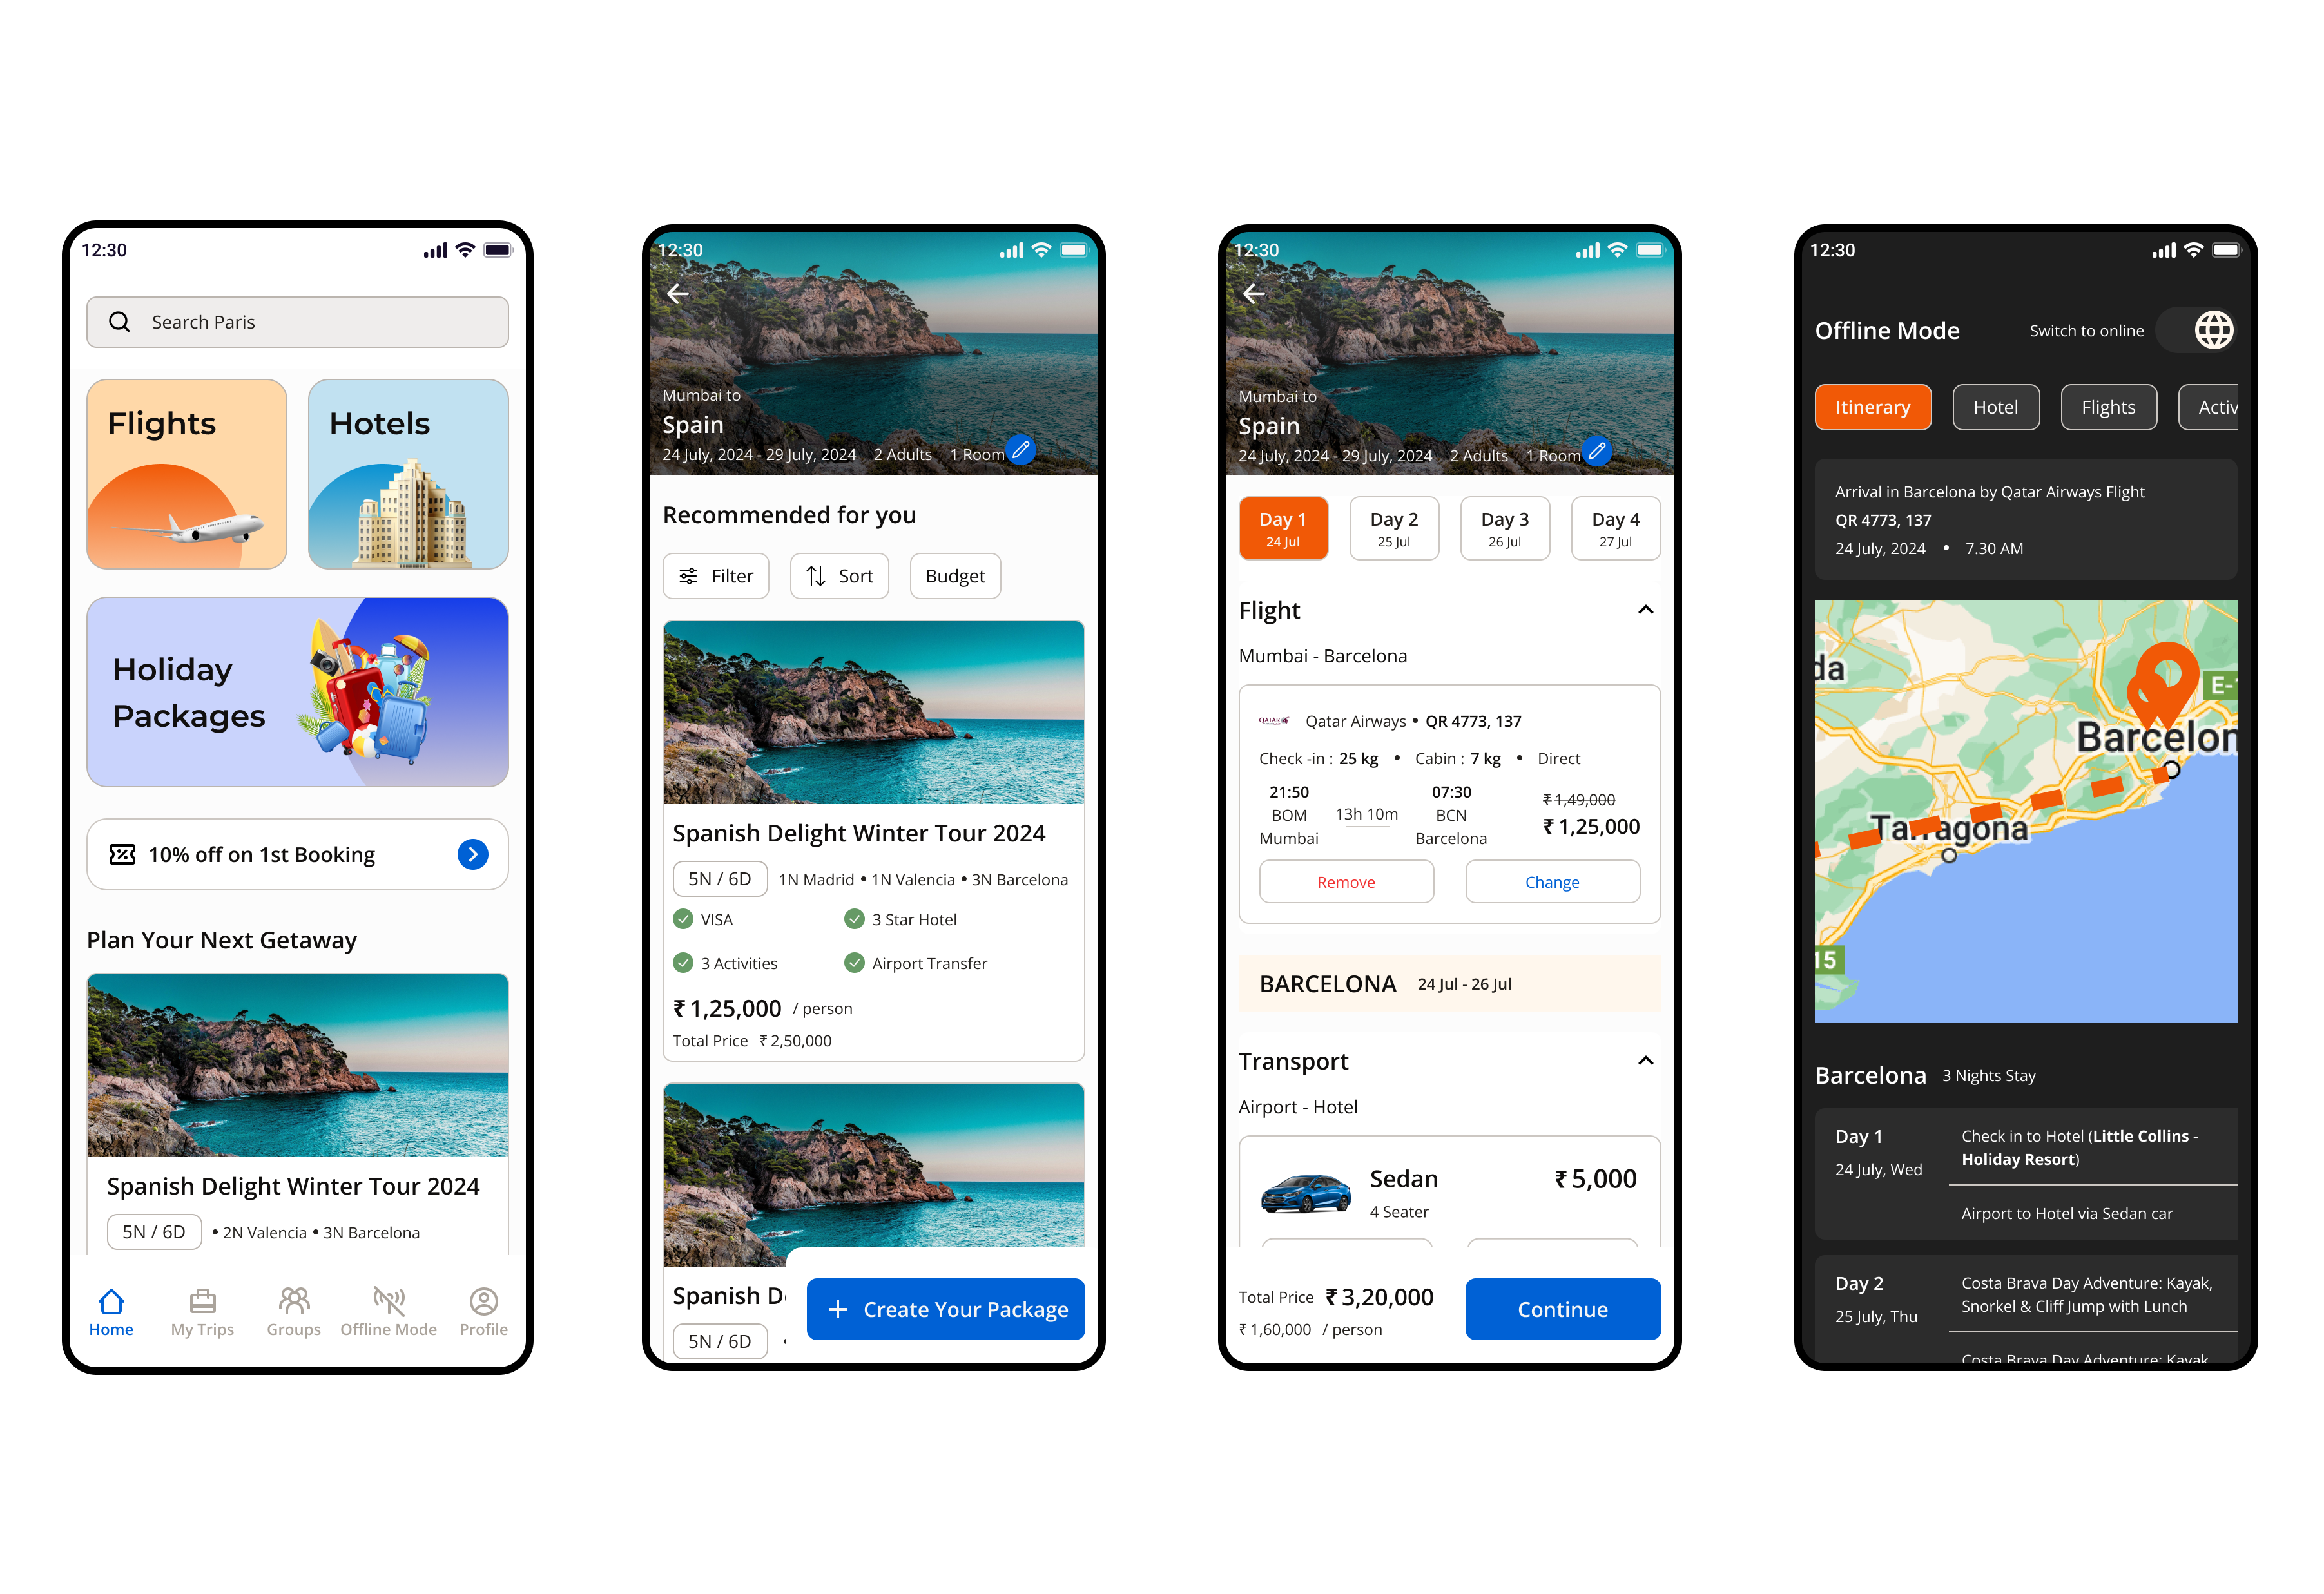 12:30
Search Paris
Flights
Hotels
Holiday
Packages
10% off on 1st Booking
Plan Your Next Getaway
Spanish Delight Winter Tour 2024
5N / 6D • 2N Valencia • 3N Barcelona
Home My Trips Groups Offline Mode Profile
12:30
Mumbai to
Spain
24 July, 2024 - 29 July, 2024 2 Adults 1 Room
Recommended for you
Filter Sort Budget
Spanish Delight Winter Tour 2024
5N / 6D 1N Madrid • 1N Valencia • 3N Barcelona
VISA 3 Star Hotel
3 Activities Airport Transfer
₹ 1,25,000 / person
Total Price ₹ 2,50,000
Spanish D
5N / 6D •
+ Create Your Package
12:30
Mumbai to
Spain
24 July, 2024 - 29 July, 2024 2 Adults 1 Room
Day 1 Day 2 Day 3 Day 4
24 Jul 25 Jul 26 Jul 27 Jul
Flight
Mumbai - Barcelona
QATAR Qatar Airways • QR 4773, 137
Check -in : 25 kg • Cabin : 7 kg • Direct
21:50 07:30
₹ 1,49,000
BOM 13h 10m BCN
₹ 1,25,000
Mumbai Barcelona
Remove Change
BARCELONA 24 Jul - 26 Jul
Transport
Airport - Hotel
Sedan ₹ 5,000
4 Seater
Total Price ₹ 3,20,000
₹ 1,60,000 / person
Continue
12:30
Offline Mode Switch to online
Itinerary Hotel Flights Activ
Arrival in Barcelona by Qatar Airways Flight
QR 4773, 137
24 July, 2024 • 7.30 AM
da
E-
Barcelon
Tarragona
15
Barcelona 3 Nights Stay
Day 1
24 July, Wed
Check in to Hotel (Little Collins -
Holiday Resort)
Airport to Hotel via Sedan car
Day 2
25 July, Thu
Costa Brava Day Adventure: Kayak,
Snorkel & Cliff Jump with Lunch
Costa Brava Day Adventure: Kayak